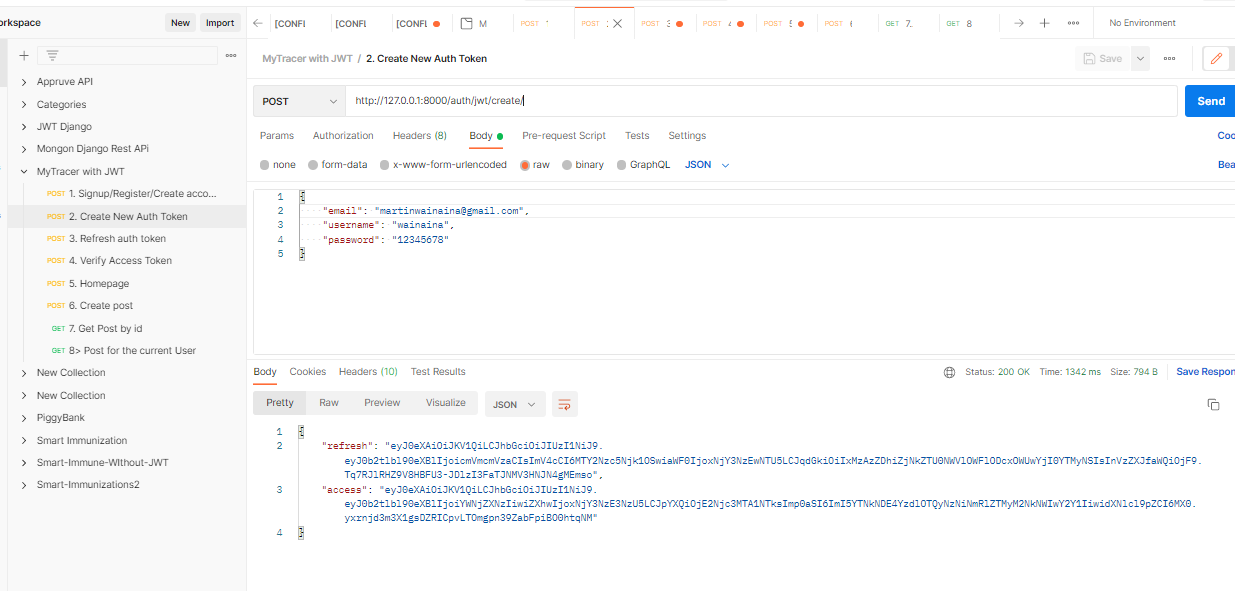 orkspace
New
Import
[CONFI
[CONFI
[CONFI
M
POST
POST
POST
POST
POST
POST
GET 7.
GET 8
No Environment
MyTracer with JWT / 2. Create New Auth Token
Save
POST
http://127.0.0.1:8000/auth/jwt/create/
Send
Params Authorization Headers (8) Body Pre-request Script Tests Settings
Coo
none form-data x-www-form-urlencoded raw binary GraphQL JSON
Bea
Appruve API
Categories
JWT Django
Mongon Django Rest APi
MyTracer with JWT
POST 1. Signup/Register/Create acco...
POST 2. Create New Auth Token
POST 3. Refresh auth token
POST 4. Verify Access Token
POST 5. Homepage
POST 6. Create post
GET 7. Get Post by id
GET 8> Post for the current User
New Collection
New Collection
PiggyBank
Smart Immunization
Smart-Immune-WIthout-JWT
Smart-Immunizations2
1 {
2 "email": "martinwainaina@gmail.com",
3 "username": "wainaina",
4 "password": "12345678"
5 }
Body Cookies Headers (10) Test Results
Status: 200 OK Time: 1342 ms Size: 794 B
Save Respon
Pretty Raw Preview Visualize JSON
1 {
2 "refresh": "eyJ0eXAiOiJKV1QiLCJhbGciOiJIUzI1NiJ9.
3 "access": "eyJ0eXAiOiJKV1QiLCJhbGciOiJIUzI1NiJ9.
4 }